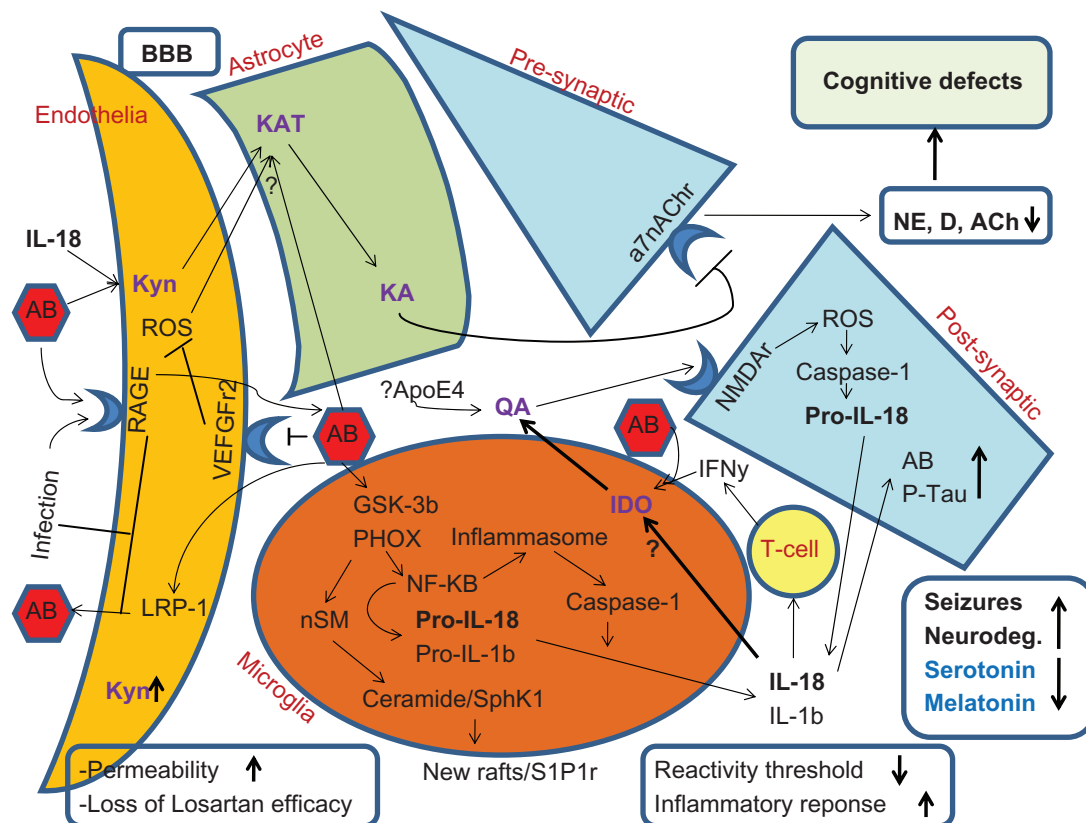 BBB
Endothelia
Astrocyte
Pre-synaptic
Cognitive defects
KAT
?
a7nAChr
NE, D, ACh
IL-18
Kyn
AB
KA
ROS
Post-synaptic
ROS
NMDAr
Caspase-1
Pro-IL-18
RAGE
VEFGFr2
?ApoE4
QA
AB
AB
IFNy
AB
P-Tau
Infection
GSK-3b
IDO
PHOX
Inflammasome
?
T-cell
NF-KB
AB
LRP-1
nSM
Pro-IL-18
Caspase-1
Pro-IL-1b
Seizures
Neurodeg.
Serotonin
Melatonin
Kyn
Microglia
Ceramide/SphK1
IL-18
IL-1b
-Permeability
-Loss of Losartan efficacy
New rafts/S1P1r
Reactivity threshold
Inflammatory reponse